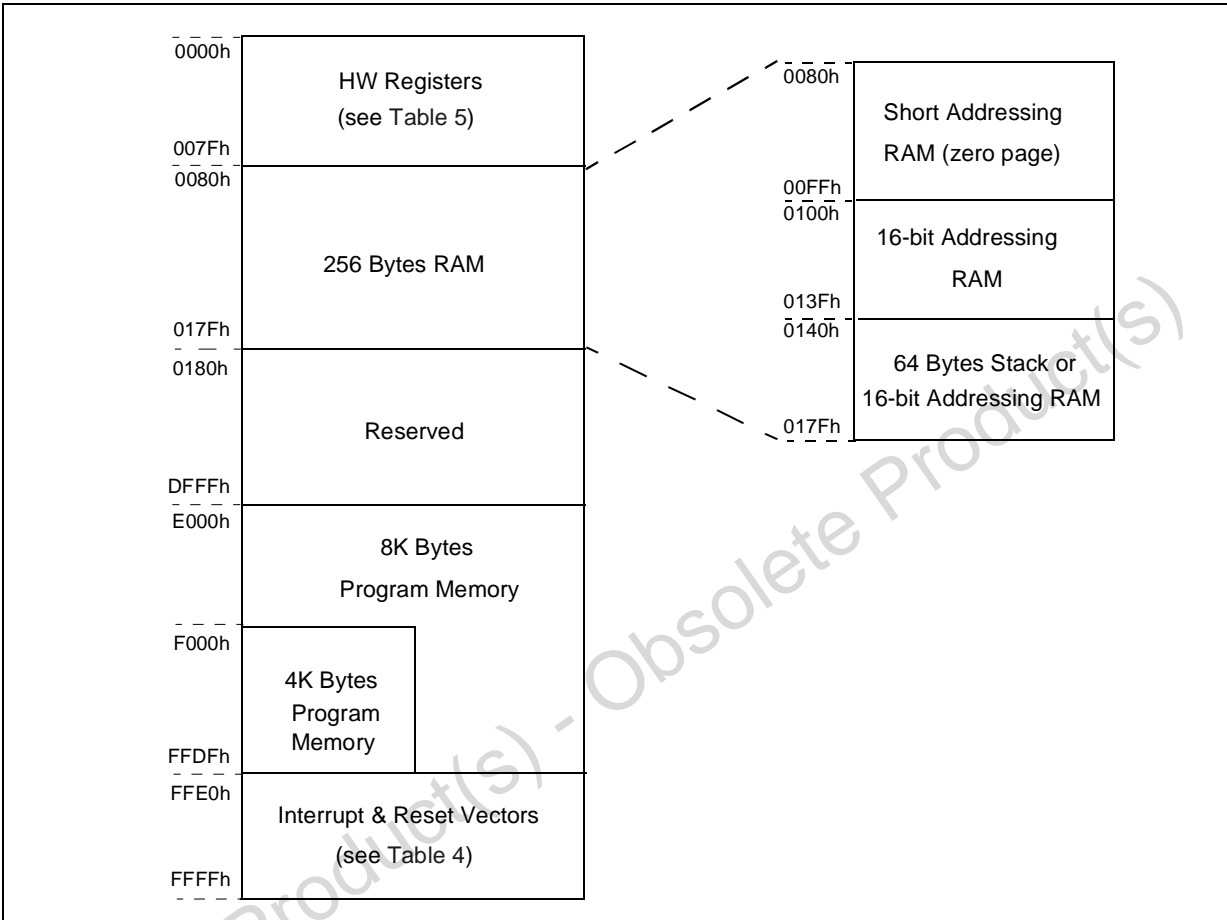 0000h
HW Registers
(see Table 5)
007Fh
0080h
256 Bytes RAM
017Fh
0180h
Reserved
DFFFh
E000h
8K Bytes
Program Memory
F000h
4K Bytes
Program
Memory
FFDFh
FFE0h
Interrupt & Reset Vectors
(see Table 4)
FFFFh
0080h
Short Addressing
RAM (zero page)
00FFh
0100h
16-bit Addressing
RAM
013Fh
0140h
64 Bytes Stack or
16-bit Addressing RAM
017Fh
Product(s) - Obsolete Product(s)